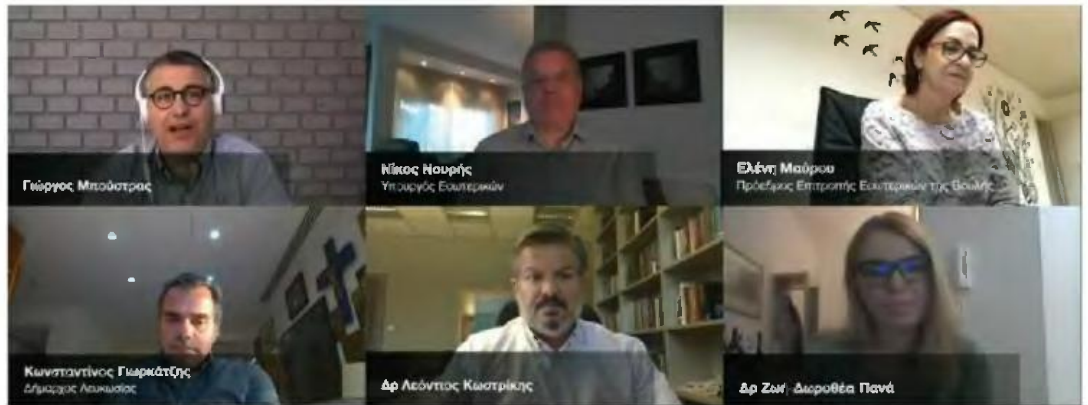 Γιώργος Μπούστρας
Νίκος Νουρής
Υπουργός Εσωτερικών
Ελένη Μαύρου
Πρόεδρος Επιτροπής Εσωτερικών της Βουλής
Κωνσταντίνος Γιωρκάτζης
Δήμαρχος Λευκωσίας
Δρ Λεόντιος Κωστρίκης
Δρ Ζωή Δωροθέα Πανά